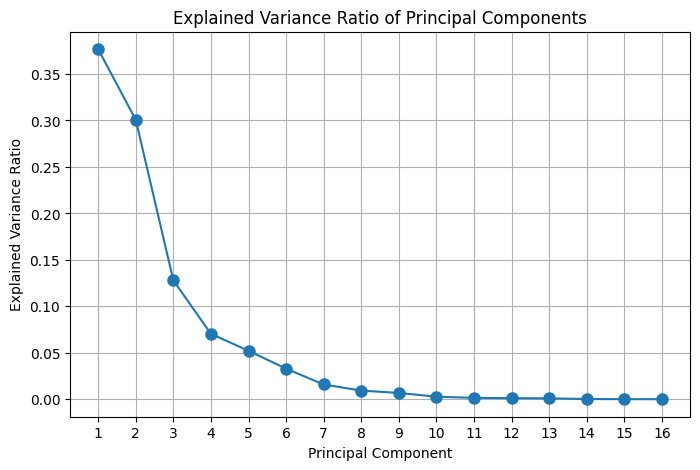 Explained Variance Ratio of Principal Components
Explained Variance Ratio
0.35
0.30
0.25
0.20
0.15
0.10
0.05
0.00
1 2 3 4 5 6 7 8 9 10 11 12 13 14 15 16
Principal Component